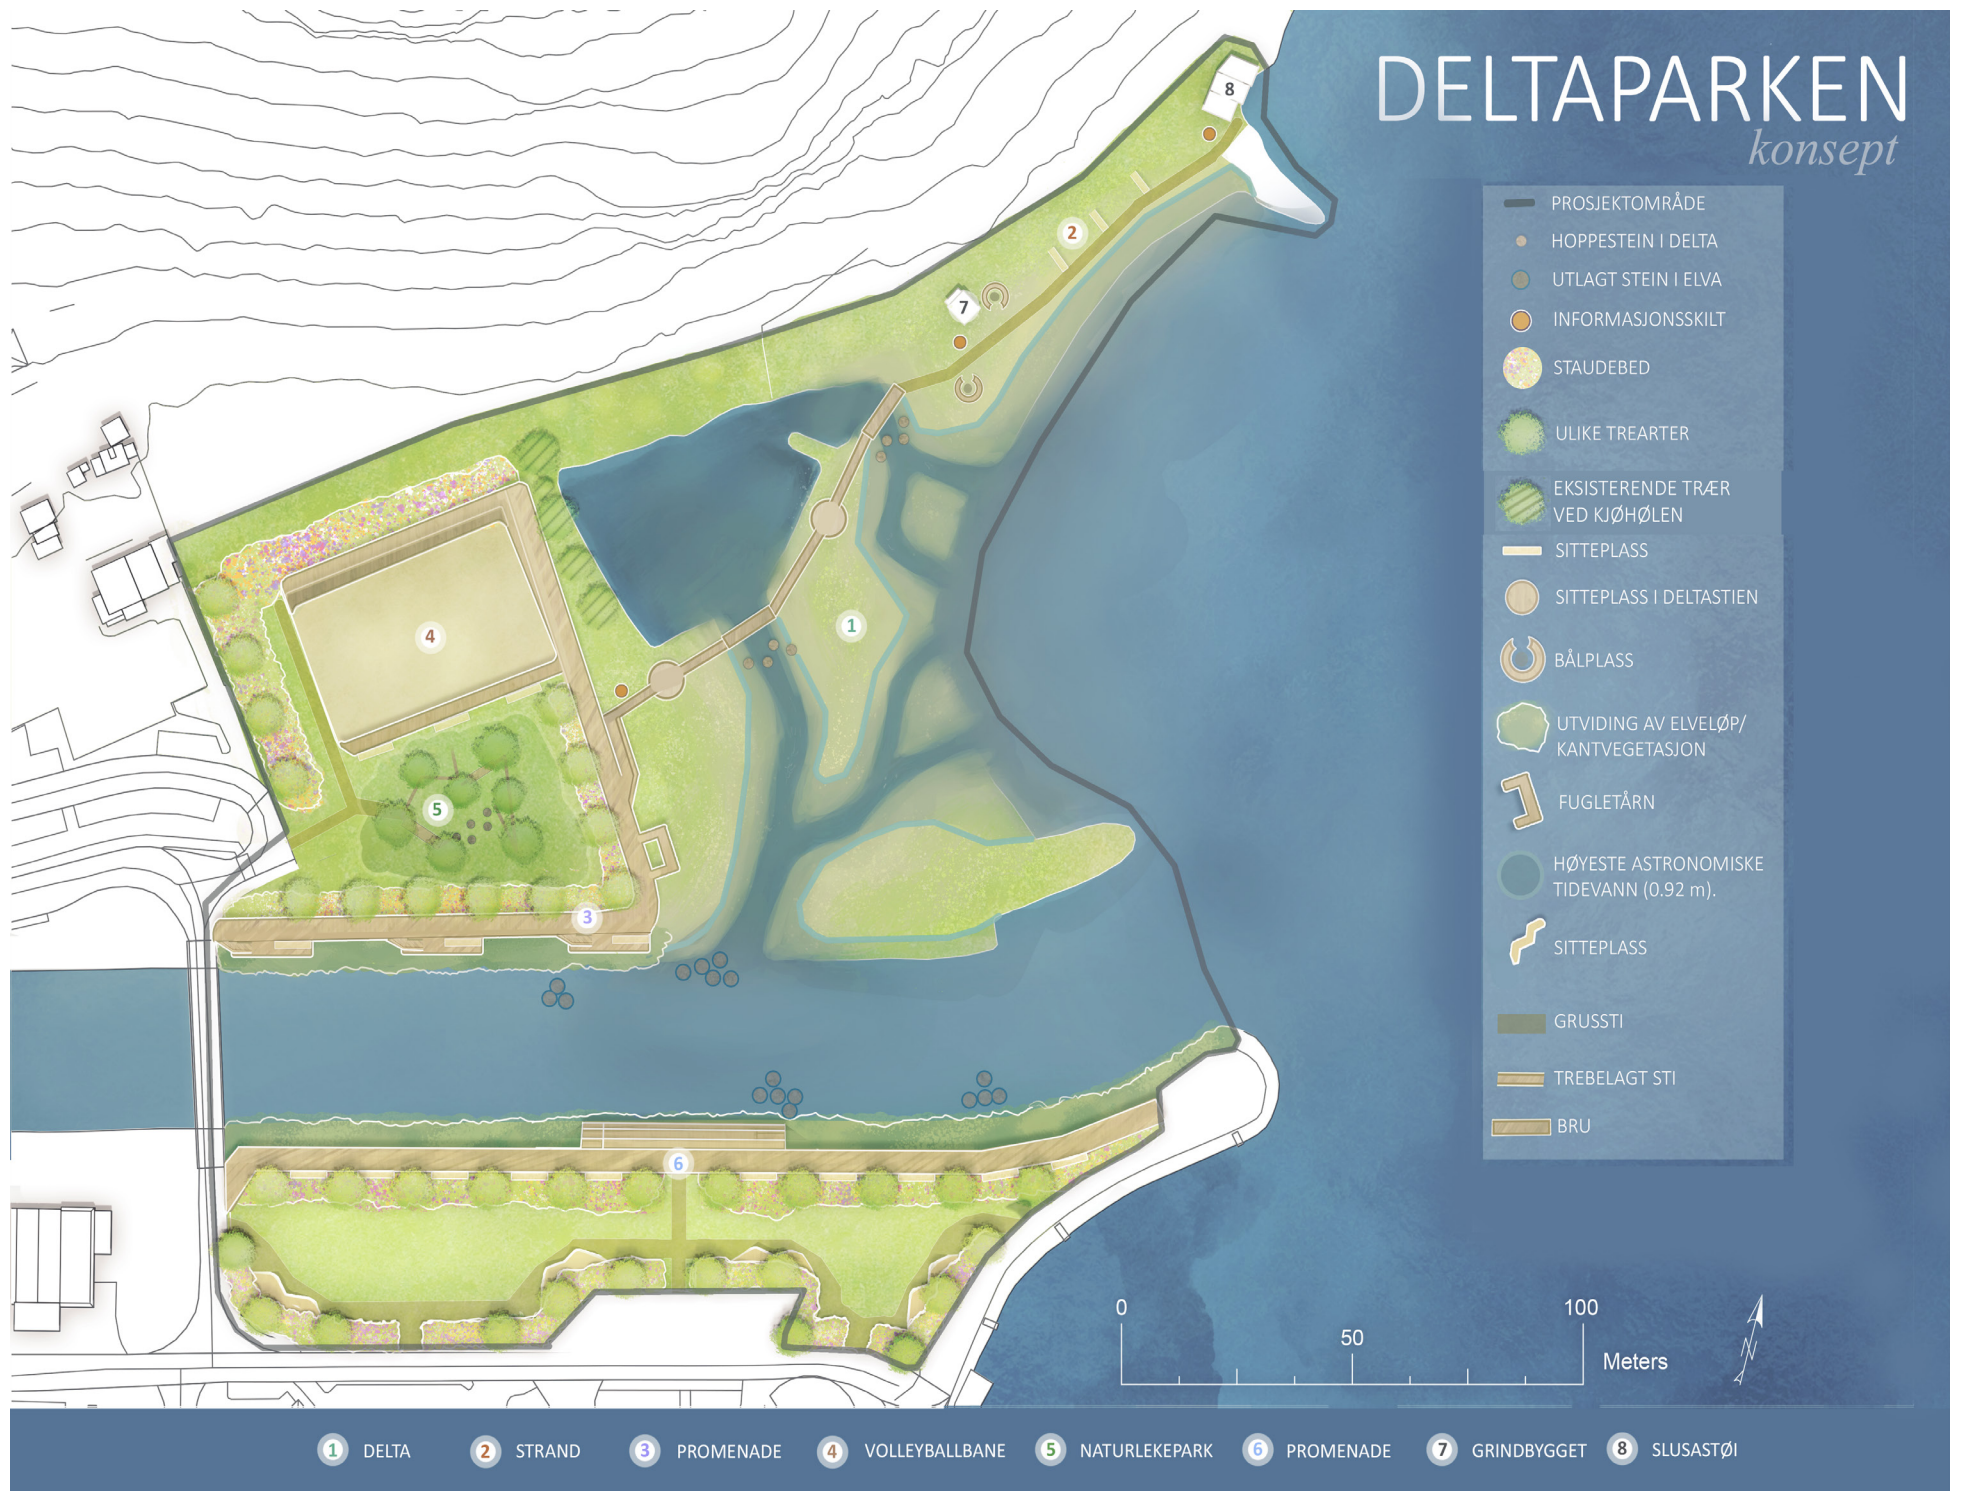 DELTAPARKEN
konsept
PROSJEKTOMRÅDE
HOPPESTEIN I DELTA
UTLAGT STEIN I ELVA
INFORMASJONSSKILT
STAUDEBED
ULIKE TREARTER
EKSISTERENDE TRÆR
VED KJØHØLEN
SITTEPLASS
SITTEPLASS I DELTASTIEN
BÅLPLASS
UTVIDING AV ELVELØP/
KANTVEGETASJON
FUGLETÅRN
HØYESTE ASTRONOMISKE
TIDEVANN (0.92 m).
SITTEPLASS
GRUSSTI
TREBELAGT STI
BRU
8
2
7
4
1
5
3
6
0
50
100
Meters
N
1 DELTA
2 STRAND
3 PROMENADE
4 VOLLEYBALLBANE
5 NATURLEKEPARK
6 PROMENADE
7 GRINDBYGGET
8 SLUSASTØI